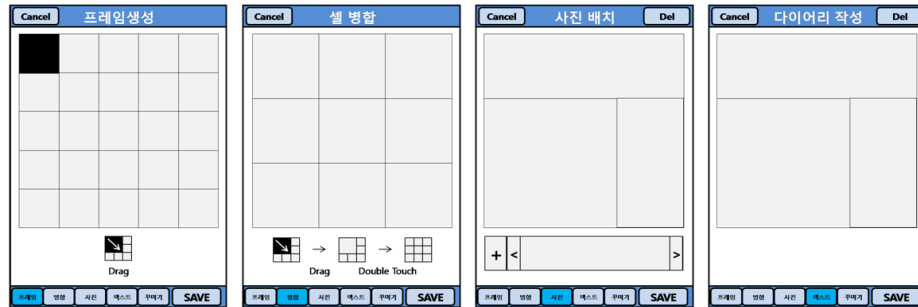 Cancel 프레임생성
Drag
프레임 병합 사진 텍스트 꾸미기 SAVE
Cancel 셀 병합
Drag Double Touch
프레임 병합 사진 텍스트 꾸미기 SAVE
Cancel 사진 배치 Del
+ < >
프레임 병합 사진 텍스트 꾸미기 SAVE
Cancel 다이어리 작성 Del
프레임 병합 사진 텍스트 꾸미기 SAVE